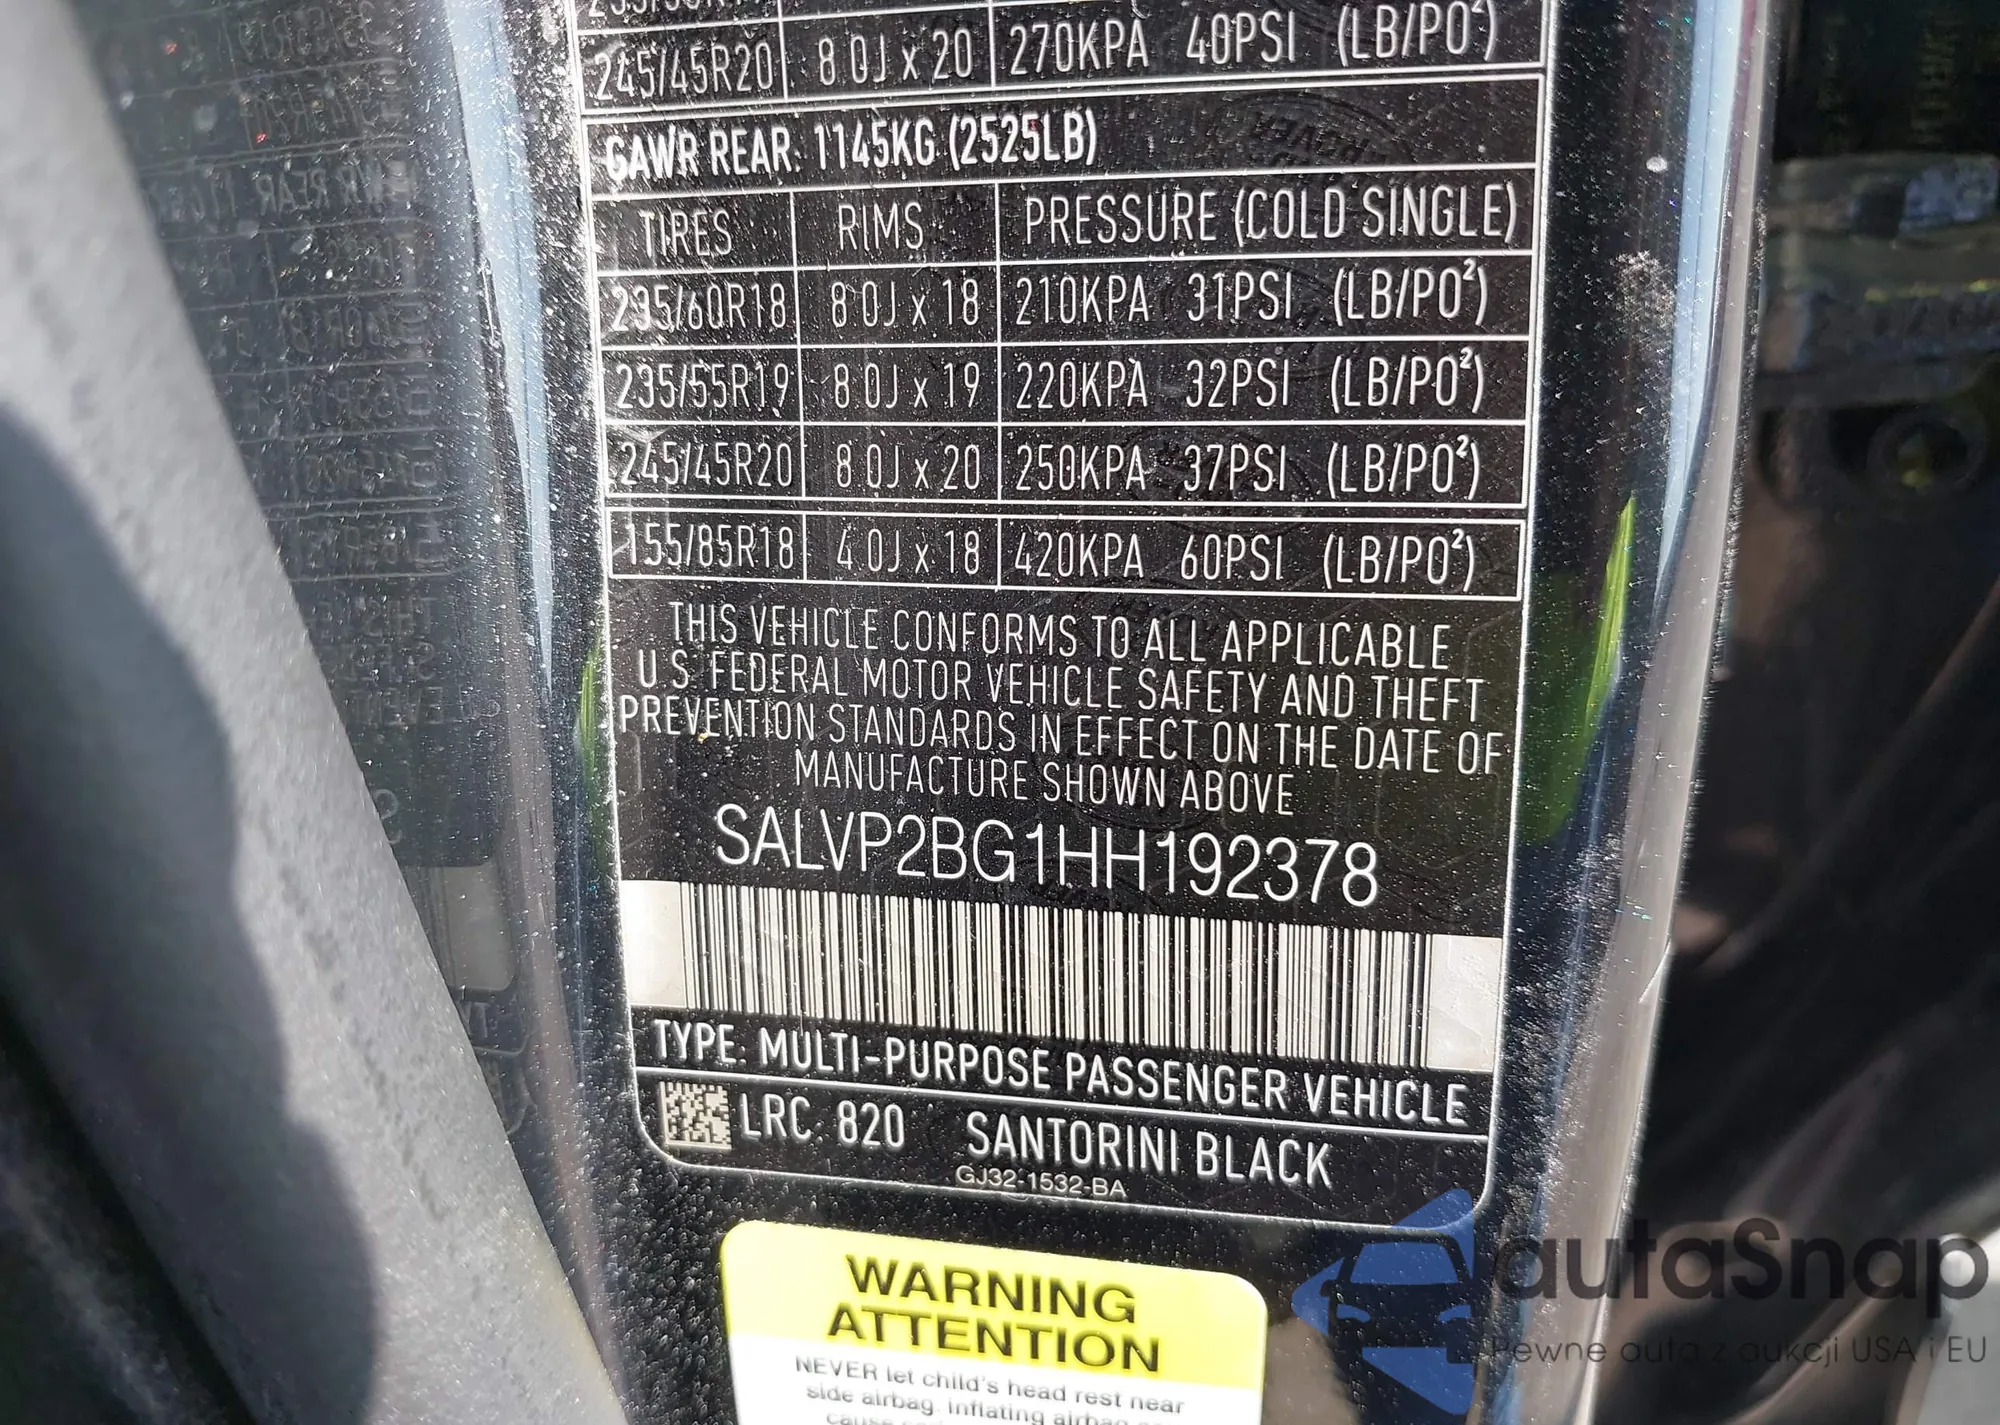 245/45R20 8.0J x 20 270KPA 40PSI (LB/PO²)
GAWR REAR: 1145KG (2525LB)
TIRES RIMS PRESSURE (COLD SINGLE)
235/60R18 8.0J x 18 210KPA 31PSI (LB/PO²)
235/55R19 8.0J x 19 220KPA 32PSI (LB/PO²)
245/45R20 8.0J x 20 250KPA 37PSI (LB/PO²)
155/85R18 4.0J x 18 420KPA 60PSI (LB/PO²)
THIS VEHICLE CONFORMS TO ALL APPLICABLE
U.S. FEDERAL MOTOR VEHICLE SAFETY AND THEFT
PREVENTION STANDARDS IN EFFECT ON THE DATE OF
MANUFACTURE SHOWN ABOVE
SALVP2BG1HH192378
TYPE: MULTI-PURPOSE PASSENGER VEHICLE
LRC: 820 SANTORINI BLACK
GJ32-1532-BA
WARNING
ATTENTION
NEVER let child's head rest near
side airbag. Inflating airbag
cause
autaSnap
Pewne auta z aukcji USA i EU